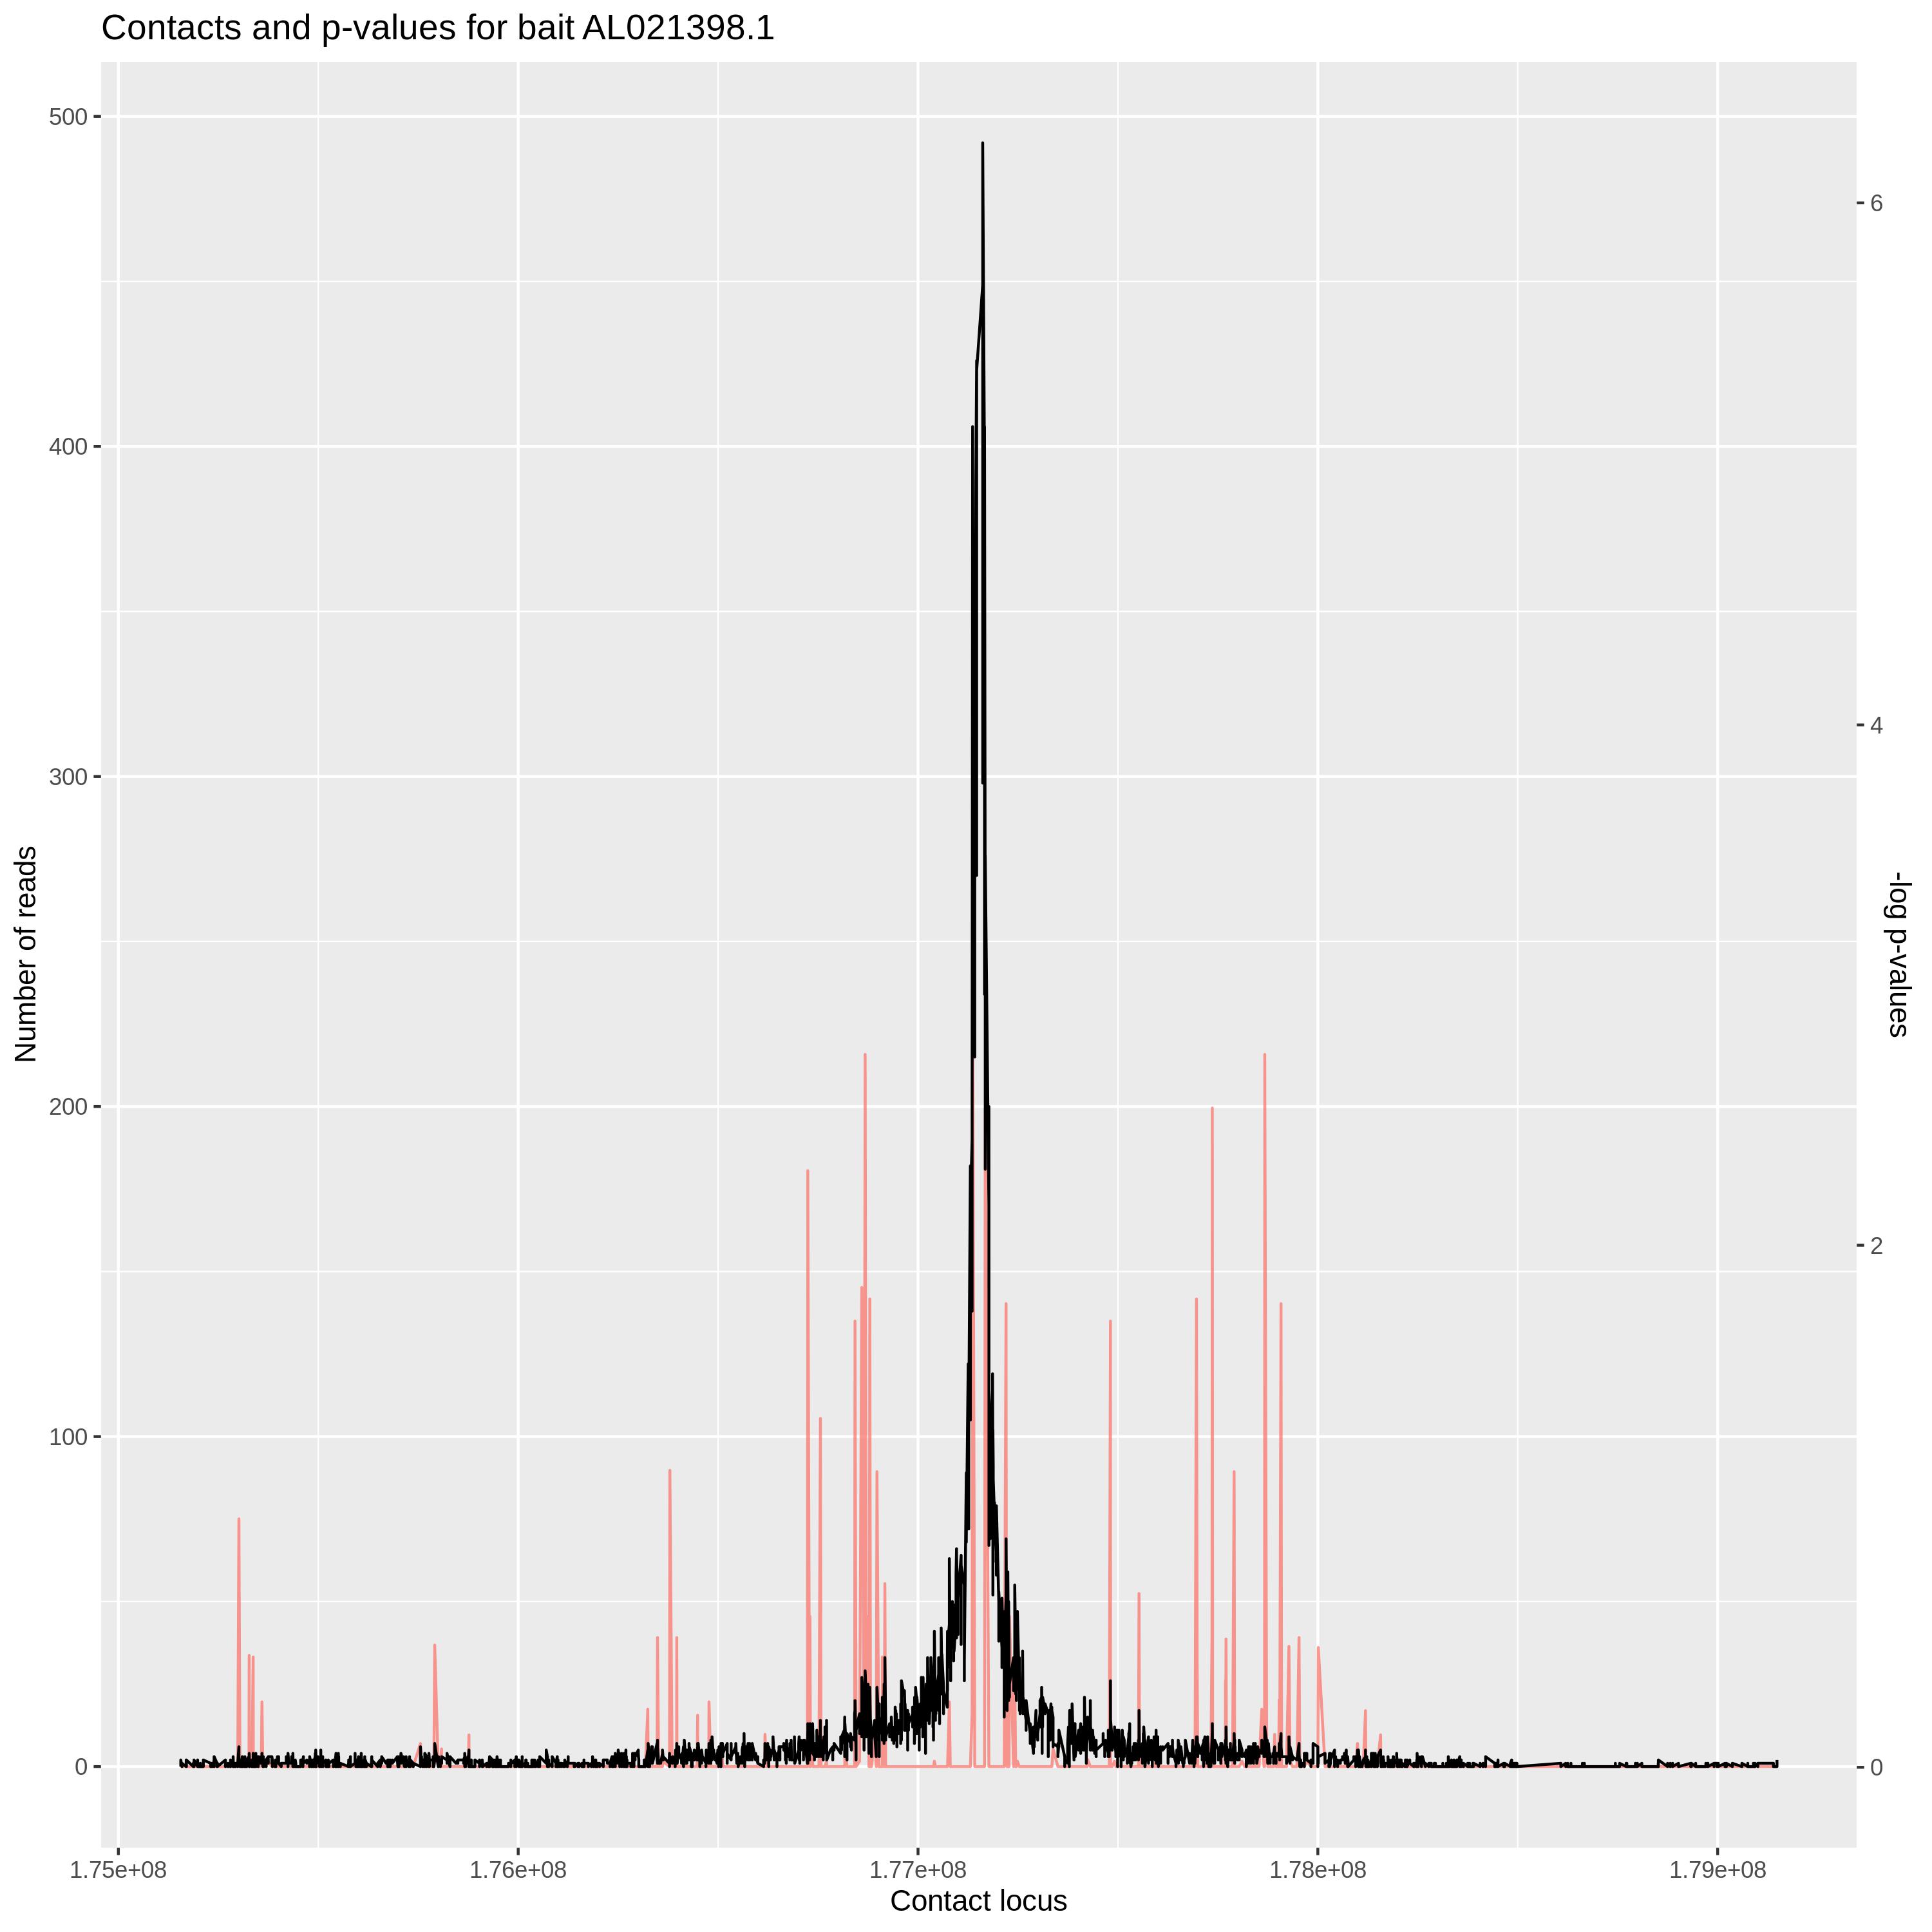 Contacts and p-values for bait AL021398.1
500
400
300
200
100
0
6
4
2
0
Number of reads
-log p-values
1.75e+08
1.76e+08
1.77e+08
1.78e+08
1.79e+08
Contact locus